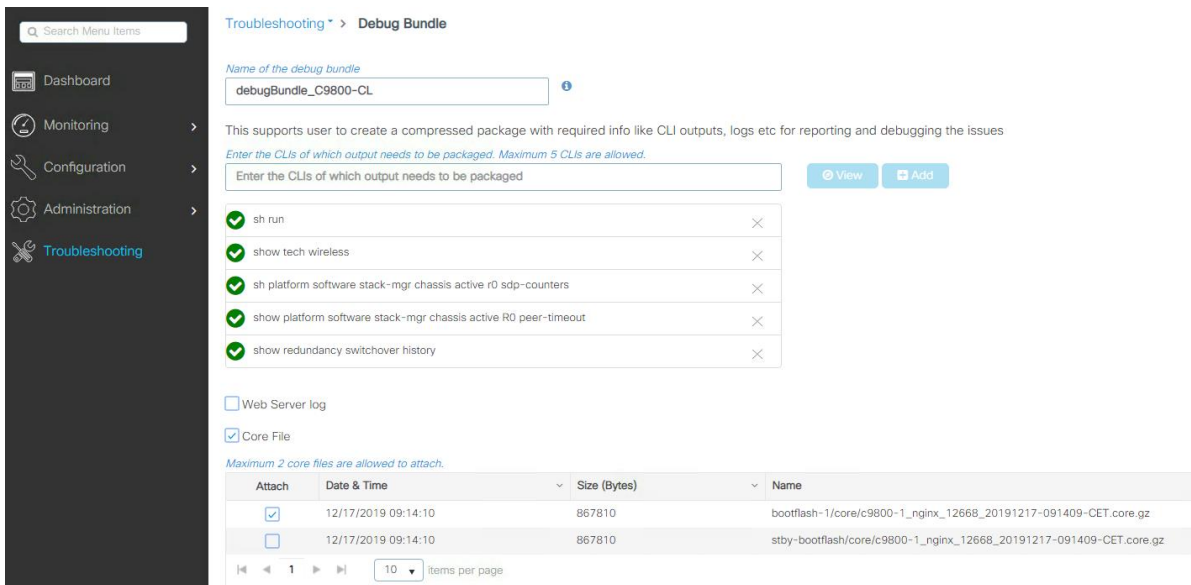 Search Menu Items
Dashboard
Monitoring
Configuration
Administration
Troubleshooting
Troubleshooting > Debug Bundle
Name of the debug bundle
debugBundle_C9800-CL
This supports user to create a compressed package with required info like CLI outputs, logs etc for reporting and debugging the issues
Enter the CLIs of which output needs to be packaged. Maximum 5 CLIs are allowed.
Enter the CLIs of which output needs to be packaged
View
Add
sh run
show tech wireless
sh platform software stack-mgr chassis active r0 sdp-counters
show platform software stack-mgr chassis active R0 peer-timeout
show redundancy switchover history
Web Server log
Core File
Maximum 2 core files are allowed to attach.
Attach Date & Time Size (Bytes) Name
12/17/2019 09:14:10 867810 bootflash-1/core/c9800-1_nginx_12668_20191217-091409-CET.core.gz
12/17/2019 09:14:10 867810 stby-bootflash/core/c9800-1_nginx_12668_20191217-091409-CET.core.gz
1 10 items per page